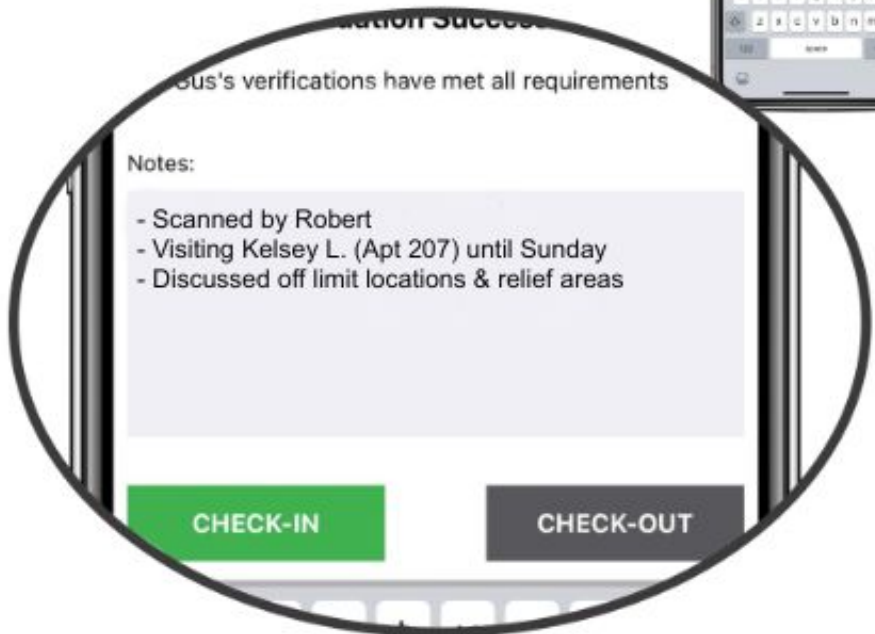 Gus's verifications have met all requirements
Notes:
- Scanned by Robert
- Visiting Kelsey L. (Apt 207) until Sunday
- Discussed off limit locations & relief areas
CHECK-IN
CHECK-OUT